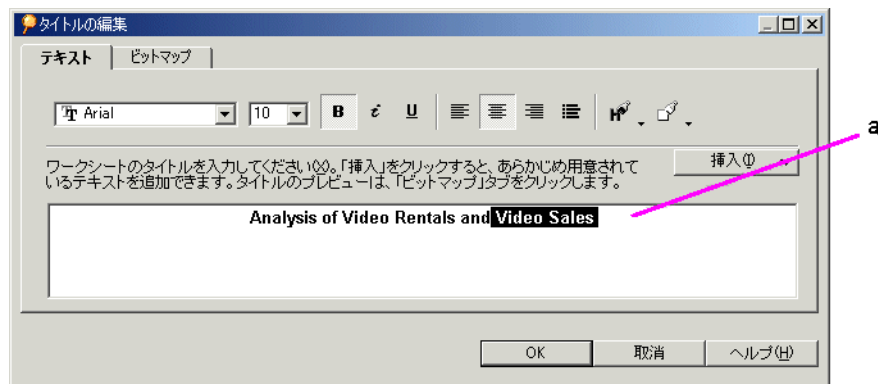 タイトルの編集
テキスト ビットマップ
Arial 10 B i U
a
ワークシートのタイトルを入力してください(X)。「挿入」をクリックすると、あらかじめ用意されて
いるテキストを追加できます。タイトルのプレビューは、「ビットマップ」タブをクリックします。
挿入(I)
Analysis of Video Rentals and Video Sales
OK 取消 ヘルプ(H)